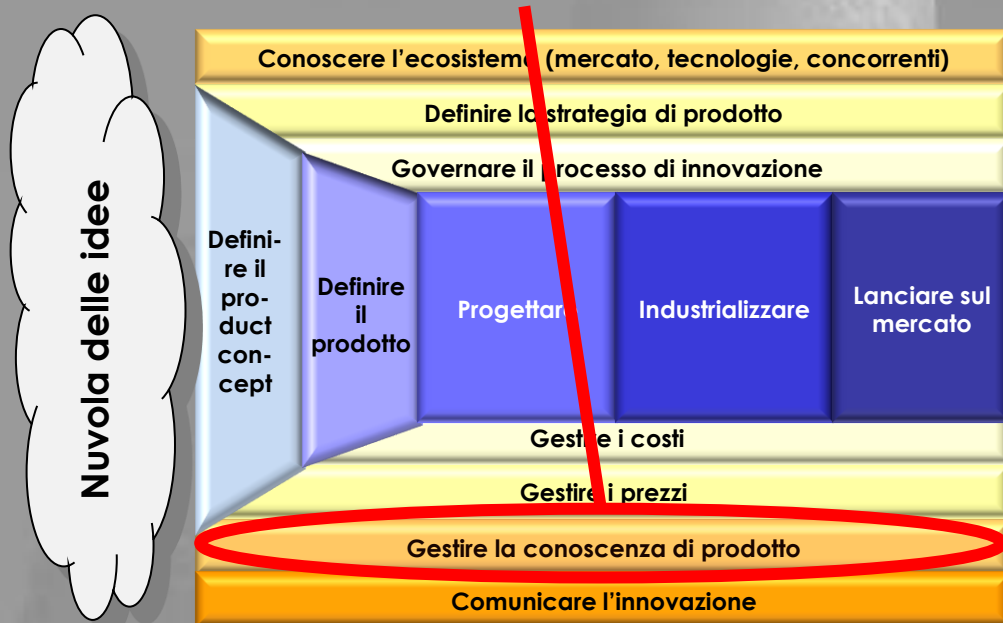 Conoscere l'ecosistema (mercato, tecnologie, concorrenti)
Definire la strategia di prodotto
Governare il processo di innovazione
Nuvola delle idee
Defini-
re il
pro-
duct
con-
cept
Definire
il
prodotto
Progettare
Industrializzare
Lanciare sul
mercato
Gestire i costi
Gestire i prezzi
Gestire la conoscenza di prodotto
Comunicare l'innovazione